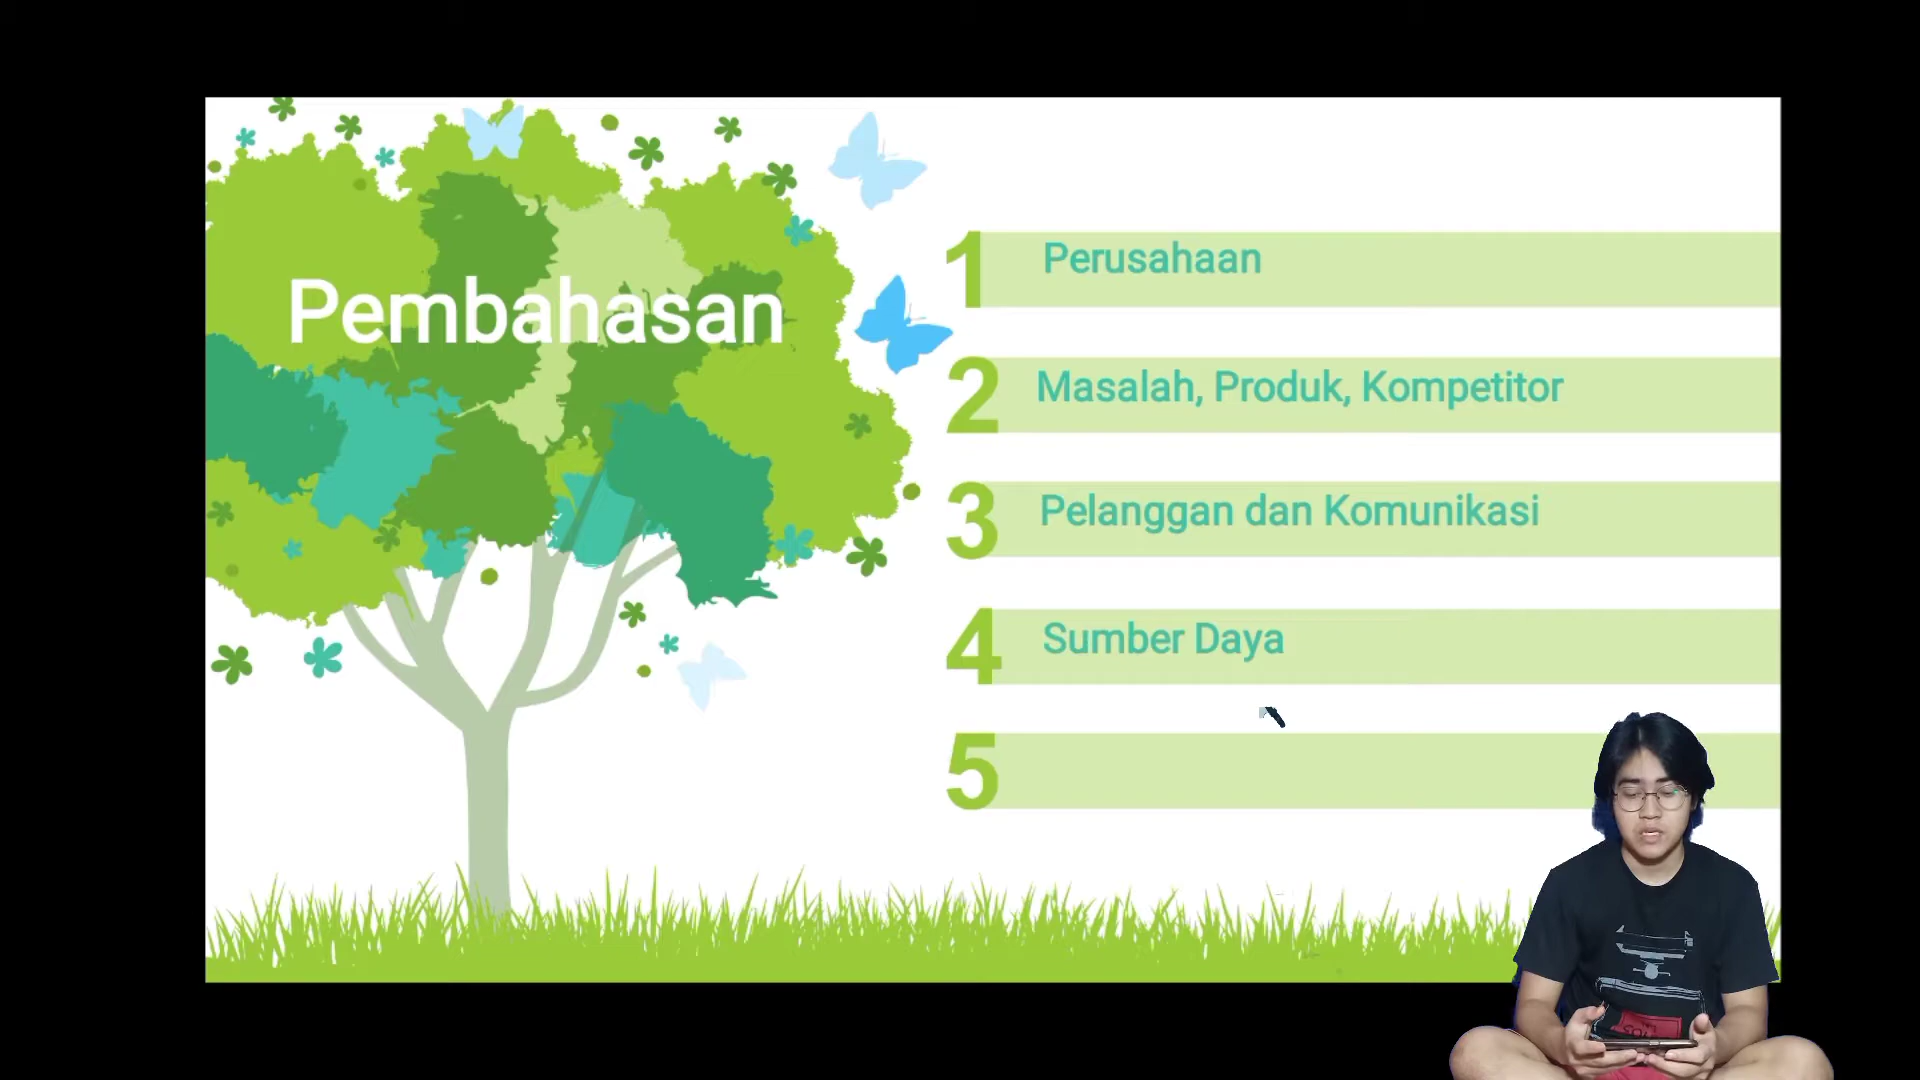 Pembahasan
1 Perusahaan
2 Masalah, Produk, Kompetitor
3 Pelanggan dan Komunikasi
4 Sumber Daya
5